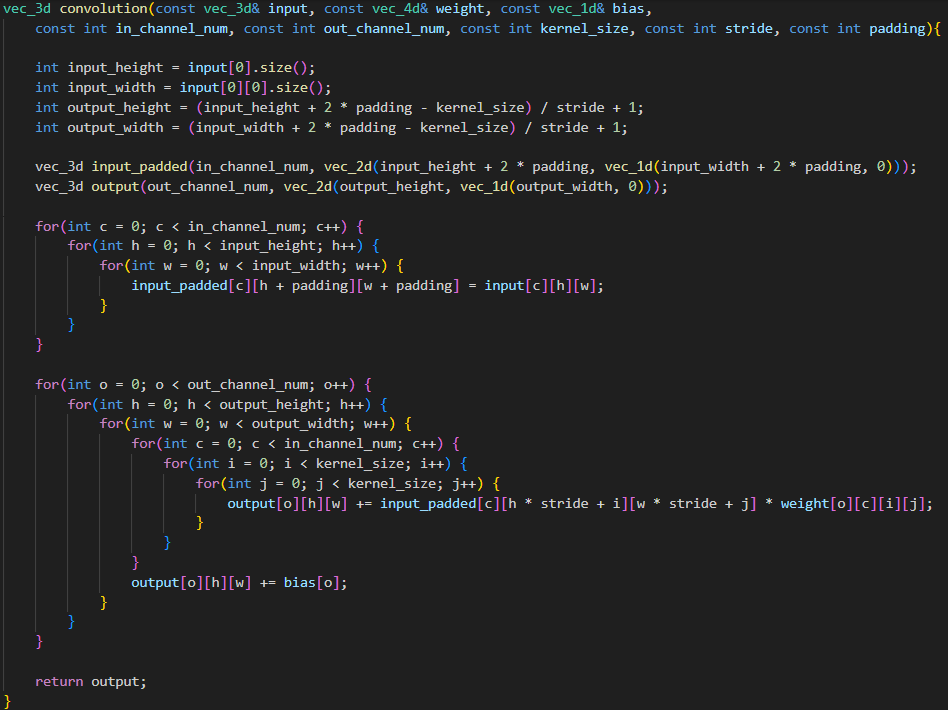 vec_3d convolution(const vec_3d& input, const vec_4d& weight, const vec_1d& bias,
    const int in_channel_num, const int out_channel_num, const int kernel_size, const int stride, const int padding){

    int input_height = input[0].size();
    int input_width = input[0][0].size();
    int output_height = (input_height + 2 * padding - kernel_size) / stride + 1;
    int output_width = (input_width + 2 * padding - kernel_size) / stride + 1;

    vec_3d input_padded(in_channel_num, vec_2d(input_height + 2 * padding, vec_1d(input_width + 2 * padding, 0)));
    vec_3d output(out_channel_num, vec_2d(output_height, vec_1d(output_width, 0)));

    for(int c = 0; c < in_channel_num; c++) {
        for(int h = 0; h < input_height; h++) {
            for(int w = 0; w < input_width; w++) {
                input_padded[c][h + padding][w + padding] = input[c][h][w];
            }
        }
    }

    for(int o = 0; o < out_channel_num; o++) {
        for(int h = 0; h < output_height; h++) {
            for(int w = 0; w < output_width; w++) {
                for(int c = 0; c < in_channel_num; c++) {
                    for(int i = 0; i < kernel_size; i++) {
                        for(int j = 0; j < kernel_size; j++) {
                            output[o][h][w] += input_padded[c][h * stride + i][w * stride + j] * weight[o][c][i][j];
                        }
                    }
                }
                output[o][h][w] += bias[o];
            }
        }
    }

    return output;
}